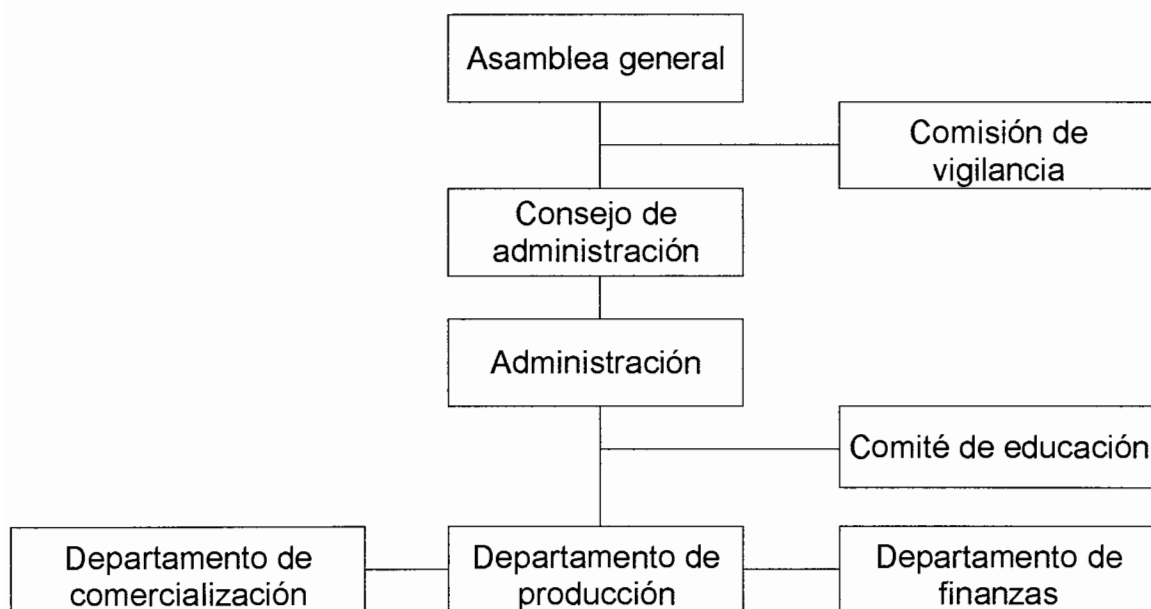 Asamblea general
Comisión de
vigilancia
Consejo de
administración
Administración
Comité de educación
Departamento de
comercialización
Departamento de
producción
Departamento de
finanzas